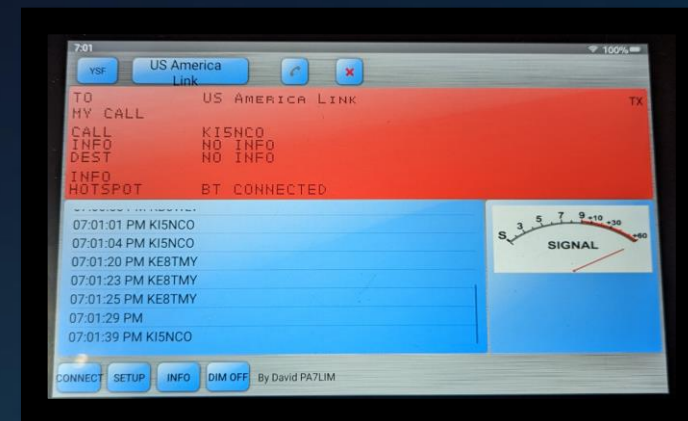 7:01 100%
YSF US America
Link
TO US AMERICA LINK TX
MY CALL
CALL KI5NCO
INFO NO INFO
DEST NO INFO
INFO
HOTSPOT BT CONNECTED
07:01:01 PM KI5NCO
07:01:04 PM KI5NCO
07:01:20 PM KE8TMY
07:01:23 PM KE8TMY
07:01:25 PM KE8TMY
07:01:29 PM
07:01:39 PM KI5NCO
S 3 5 7 9 +10 +30 +60
SIGNAL
CONNECT SETUP INFO DIM OFF By David PA7LIM